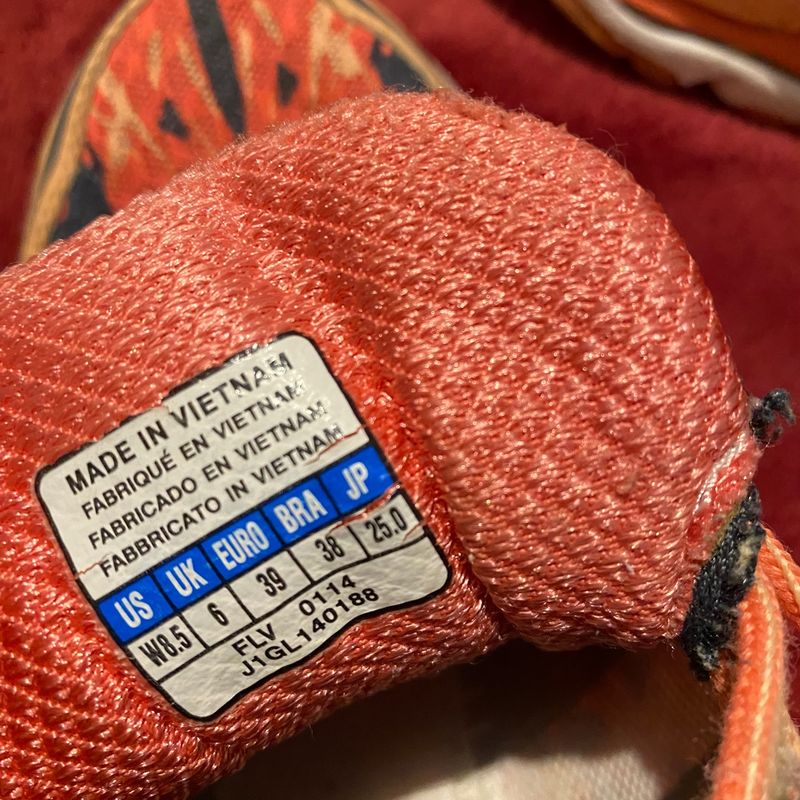 MADE IN VIETNAM
FABRIQUÉ EN VIETNAM
FABRICADO EN VIETNAM
FABBRICATO IN VIETNAM
US UK EURO BRA JP
W8.5 6 39 38 25.0
FLV 0114
J1GL140188